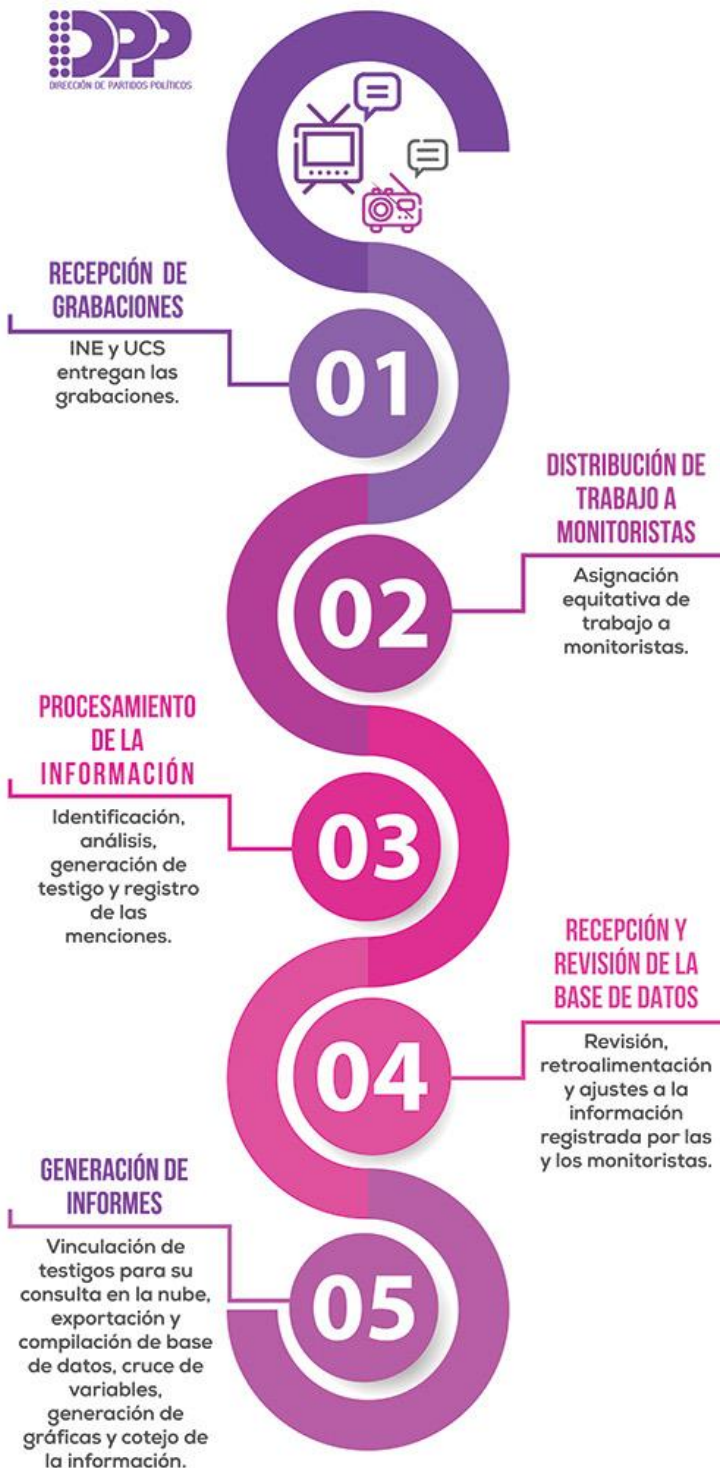 DPP
DIRECCIÓN DE PARTIDOS POLÍTICOS
RECEPCIÓN DE
GRABACIONES
INE y UCS
entregan las
grabaciones.
01
DISTRIBUCIÓN DE
TRABAJO A
MONITORISTAS
Asignación
equitativa de
trabajo a
monitoristas.
02
PROCESAMIENTO
DE LA
INFORMACIÓN
Identificación,
análisis,
generación de
testigo y registro
de las
menciones.
03
RECEPCIÓN Y
REVISIÓN DE LA
BASE DE DATOS
Revisión,
retroalimentación
y ajustes a la
información
registrada por las
y los monitoristas.
04
GENERACIÓN DE
INFORMES
Vinculación de
testigos para su
consulta en la nube,
exportación y
compilación de base
de datos, cruce de
variables,
generación de
gráficas y cotejo de
la información.
05